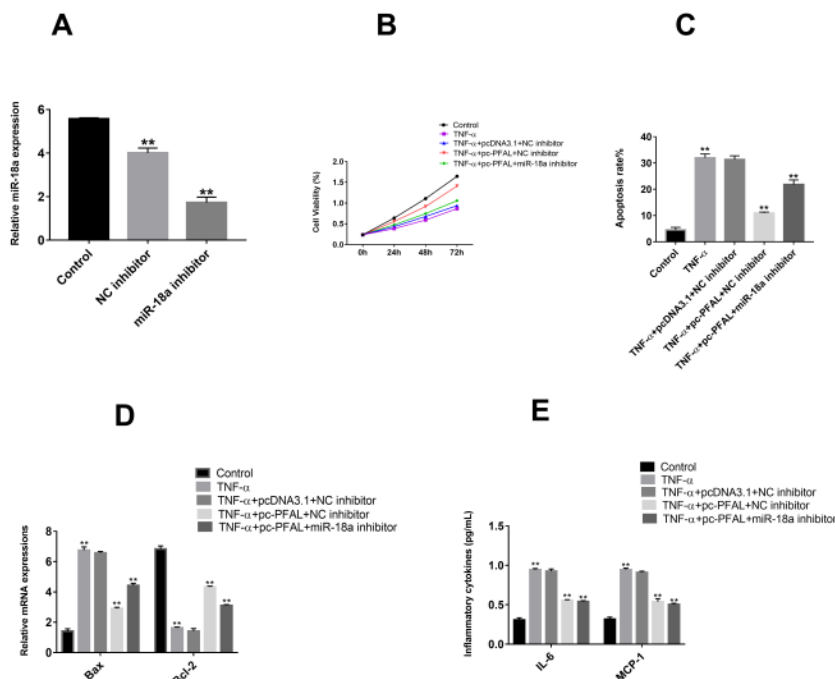 A
B
C
Relative miR-18a expression
6
4
2
0
**
**
Control
NC inhibitor
miR-18a inhibitor
Control
TNF-α
TNF-α+pcDNA3.1+NC inhibitor
TNF-α+pc-PFAL+NC inhibitor
TNF-α+pc-PFAL+miR-18a inhibitor
Cell Viability (%)
2.0
1.5
1.0
0.5
0.0
0h 24h 48h 72h
Apoptosis rate%
40
30
20
10
0
**
**
**
Control
TNF-α
TNF-α+pcDNA3.1+NC inhibitor
TNF-α+pc-PFAL+NC inhibitor
TNF-α+pc-PFAL+miR-18a inhibitor
D
E
Control
TNF-α
TNF-α+pcDNA3.1+NC inhibitor
TNF-α+pc-PFAL+NC inhibitor
TNF-α+pc-PFAL+miR-18a inhibitor
Relative mRNA expressions
8
6
4
2
0
** ** **
** ** **
Bax
Bcl-2
Control
TNF-α
TNF-α+pcDNA3.1+NC inhibitor
TNF-α+pc-PFAL+NC inhibitor
TNF-α+pc-PFAL+miR-18a inhibitor
Inflammatory cytokines (pg/mL)
1.5
1.0
0.5
0.0
** ** **
** ** **
IL-6
MCP-1